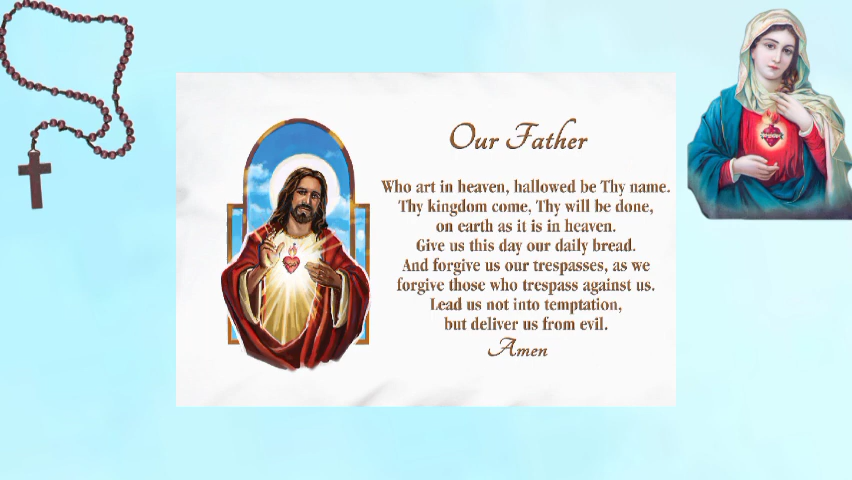 Our Father
Who art in heaven, hallowed be Thy name.
Thy kingdom come, Thy will be done,
on earth as it is in heaven.
Give us this day our daily bread.
And forgive us our trespasses, as we
forgive those who trespass against us.
Lead us not into temptation,
but deliver us from evil.
Amen